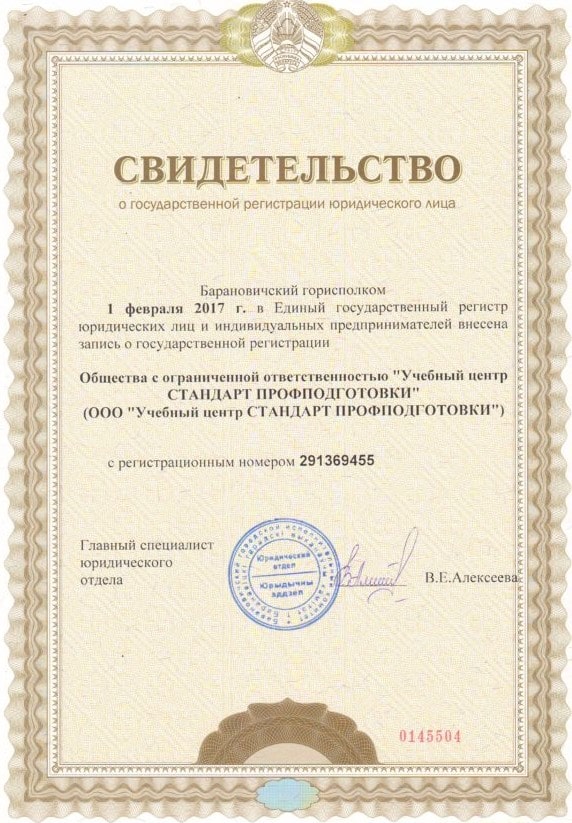 СВИДЕТЕЛЬСТВО
о государственной регистрации юридического лица
Барановичский горисполком
1 февраля 2017 г. в Единый государственный регистр
юридических лиц и индивидуальных предпринимателей внесена
запись о государственной регистрации
Общества с ограниченной ответственностью "Учебный центр
СТАНДАРТ ПРОФПОДГОТОВКИ"
(ООО "Учебный центр СТАНДАРТ ПРОФПОДГОТОВКИ")
с регистрационным номером 291369455
Главный специалист
юридического
отдела
Юридический
отдел
Юрыдычны
аддзел
В.Е.Алексеева
0145504